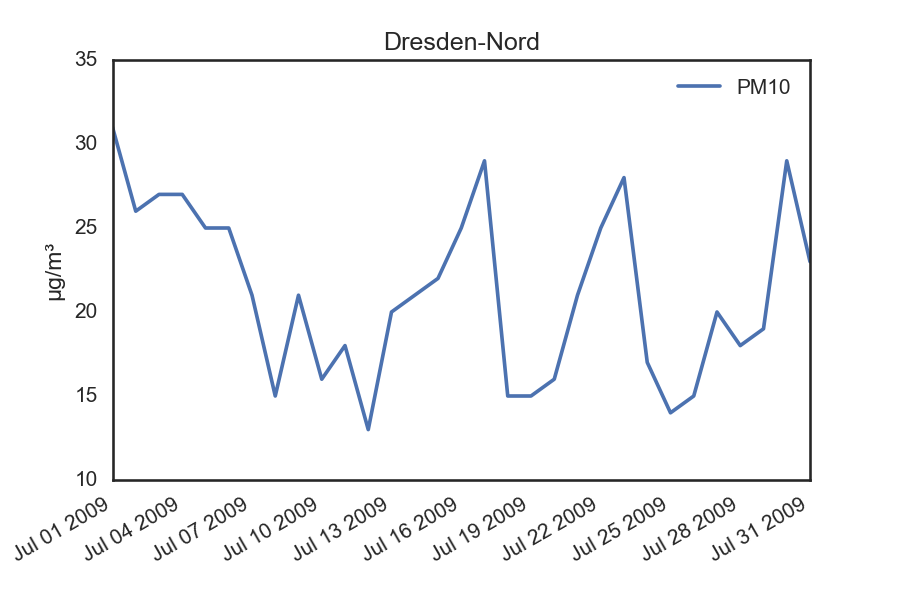 Dresden-Nord
35
30
25
20
15
10
µg/m³
PM10
Jul 01 2009
Jul 04 2009
Jul 07 2009
Jul 10 2009
Jul 13 2009
Jul 16 2009
Jul 19 2009
Jul 22 2009
Jul 25 2009
Jul 28 2009
Jul 31 2009